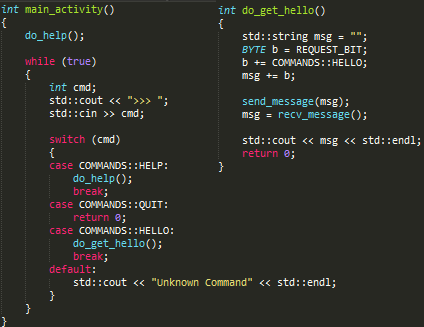 int main_activity()
{
    do_help();

    while (true)
    {
        int cmd;
        std::cout << ">>> ";
        std::cin >> cmd;

        switch (cmd)
        {
        case COMMANDS::HELP:
            do_help();
            break;
        case COMMANDS::QUIT:
            return 0;
        case COMMANDS::HELLO:
            do_get_hello();
            break;
        default:
            std::cout << "Unknown Command" << std::endl;
        }
    }
}
int do_get_hello()
{
    std::string msg = "";
    BYTE b = REQUEST_BIT;
    b += COMMANDS::HELLO;
    msg += b;

    send_message(msg);
    msg = recv_message();

    std::cout << msg << std::endl;
    return 0;
}